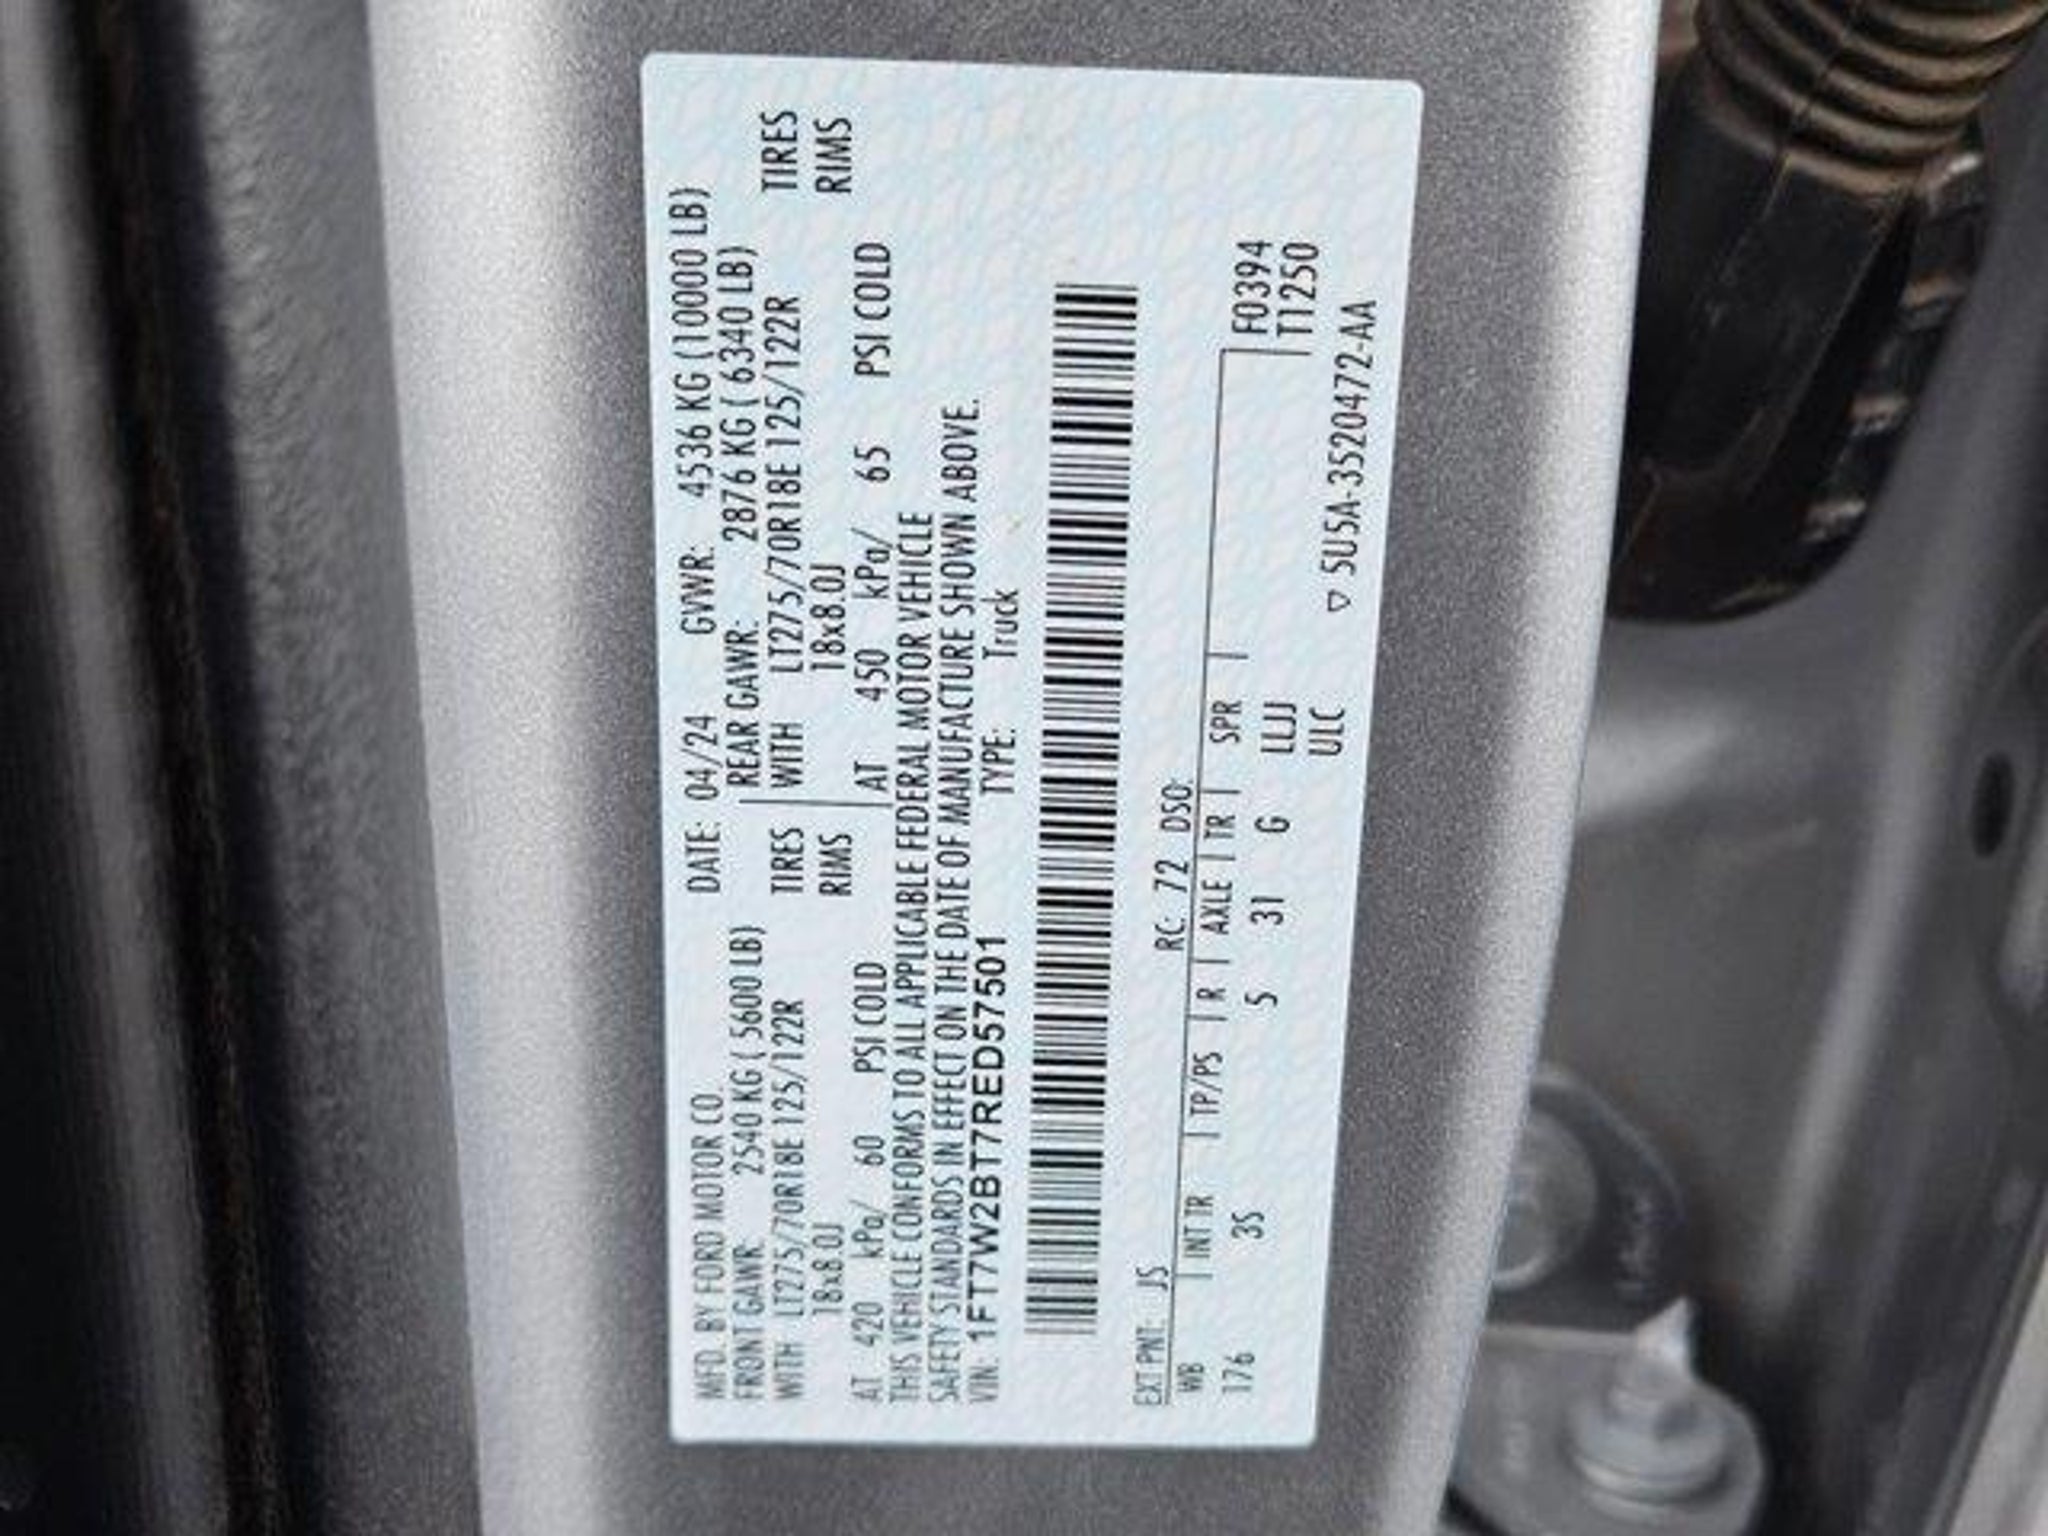 MFD. BY FORD MOTOR CO. DATE: 04/24 GVWR: 4536 KG (10000 LB)
FRONT GAWR: 2540 KG ( 5600 LB) REAR GAWR: 2876 KG ( 6340 LB)
WITH LT275/70R18E 125/122R TIRES WITH LT275/70R18E 125/122R TIRES
18x8.0J RIMS 18x8.0J RIMS
AT 420 kPa/ 60 PSI COLD AT 450 kPa/ 65 PSI COLD
THIS VEHICLE CONFORMS TO ALL APPLICABLE FEDERAL MOTOR VEHICLE
SAFETY STANDARDS IN EFFECT ON THE DATE OF MANUFACTURE SHOWN ABOVE.
VIN: 1FT7W2BT7RED57501 TYPE: Truck
EXT PNT: JS RC: 72 DSO:
WB INT TR TP/PS R AXLE TR SPR F0394
176 3S 5 31 G LLJJ T1250
ULC
▽ 5U5A-3520472-AA